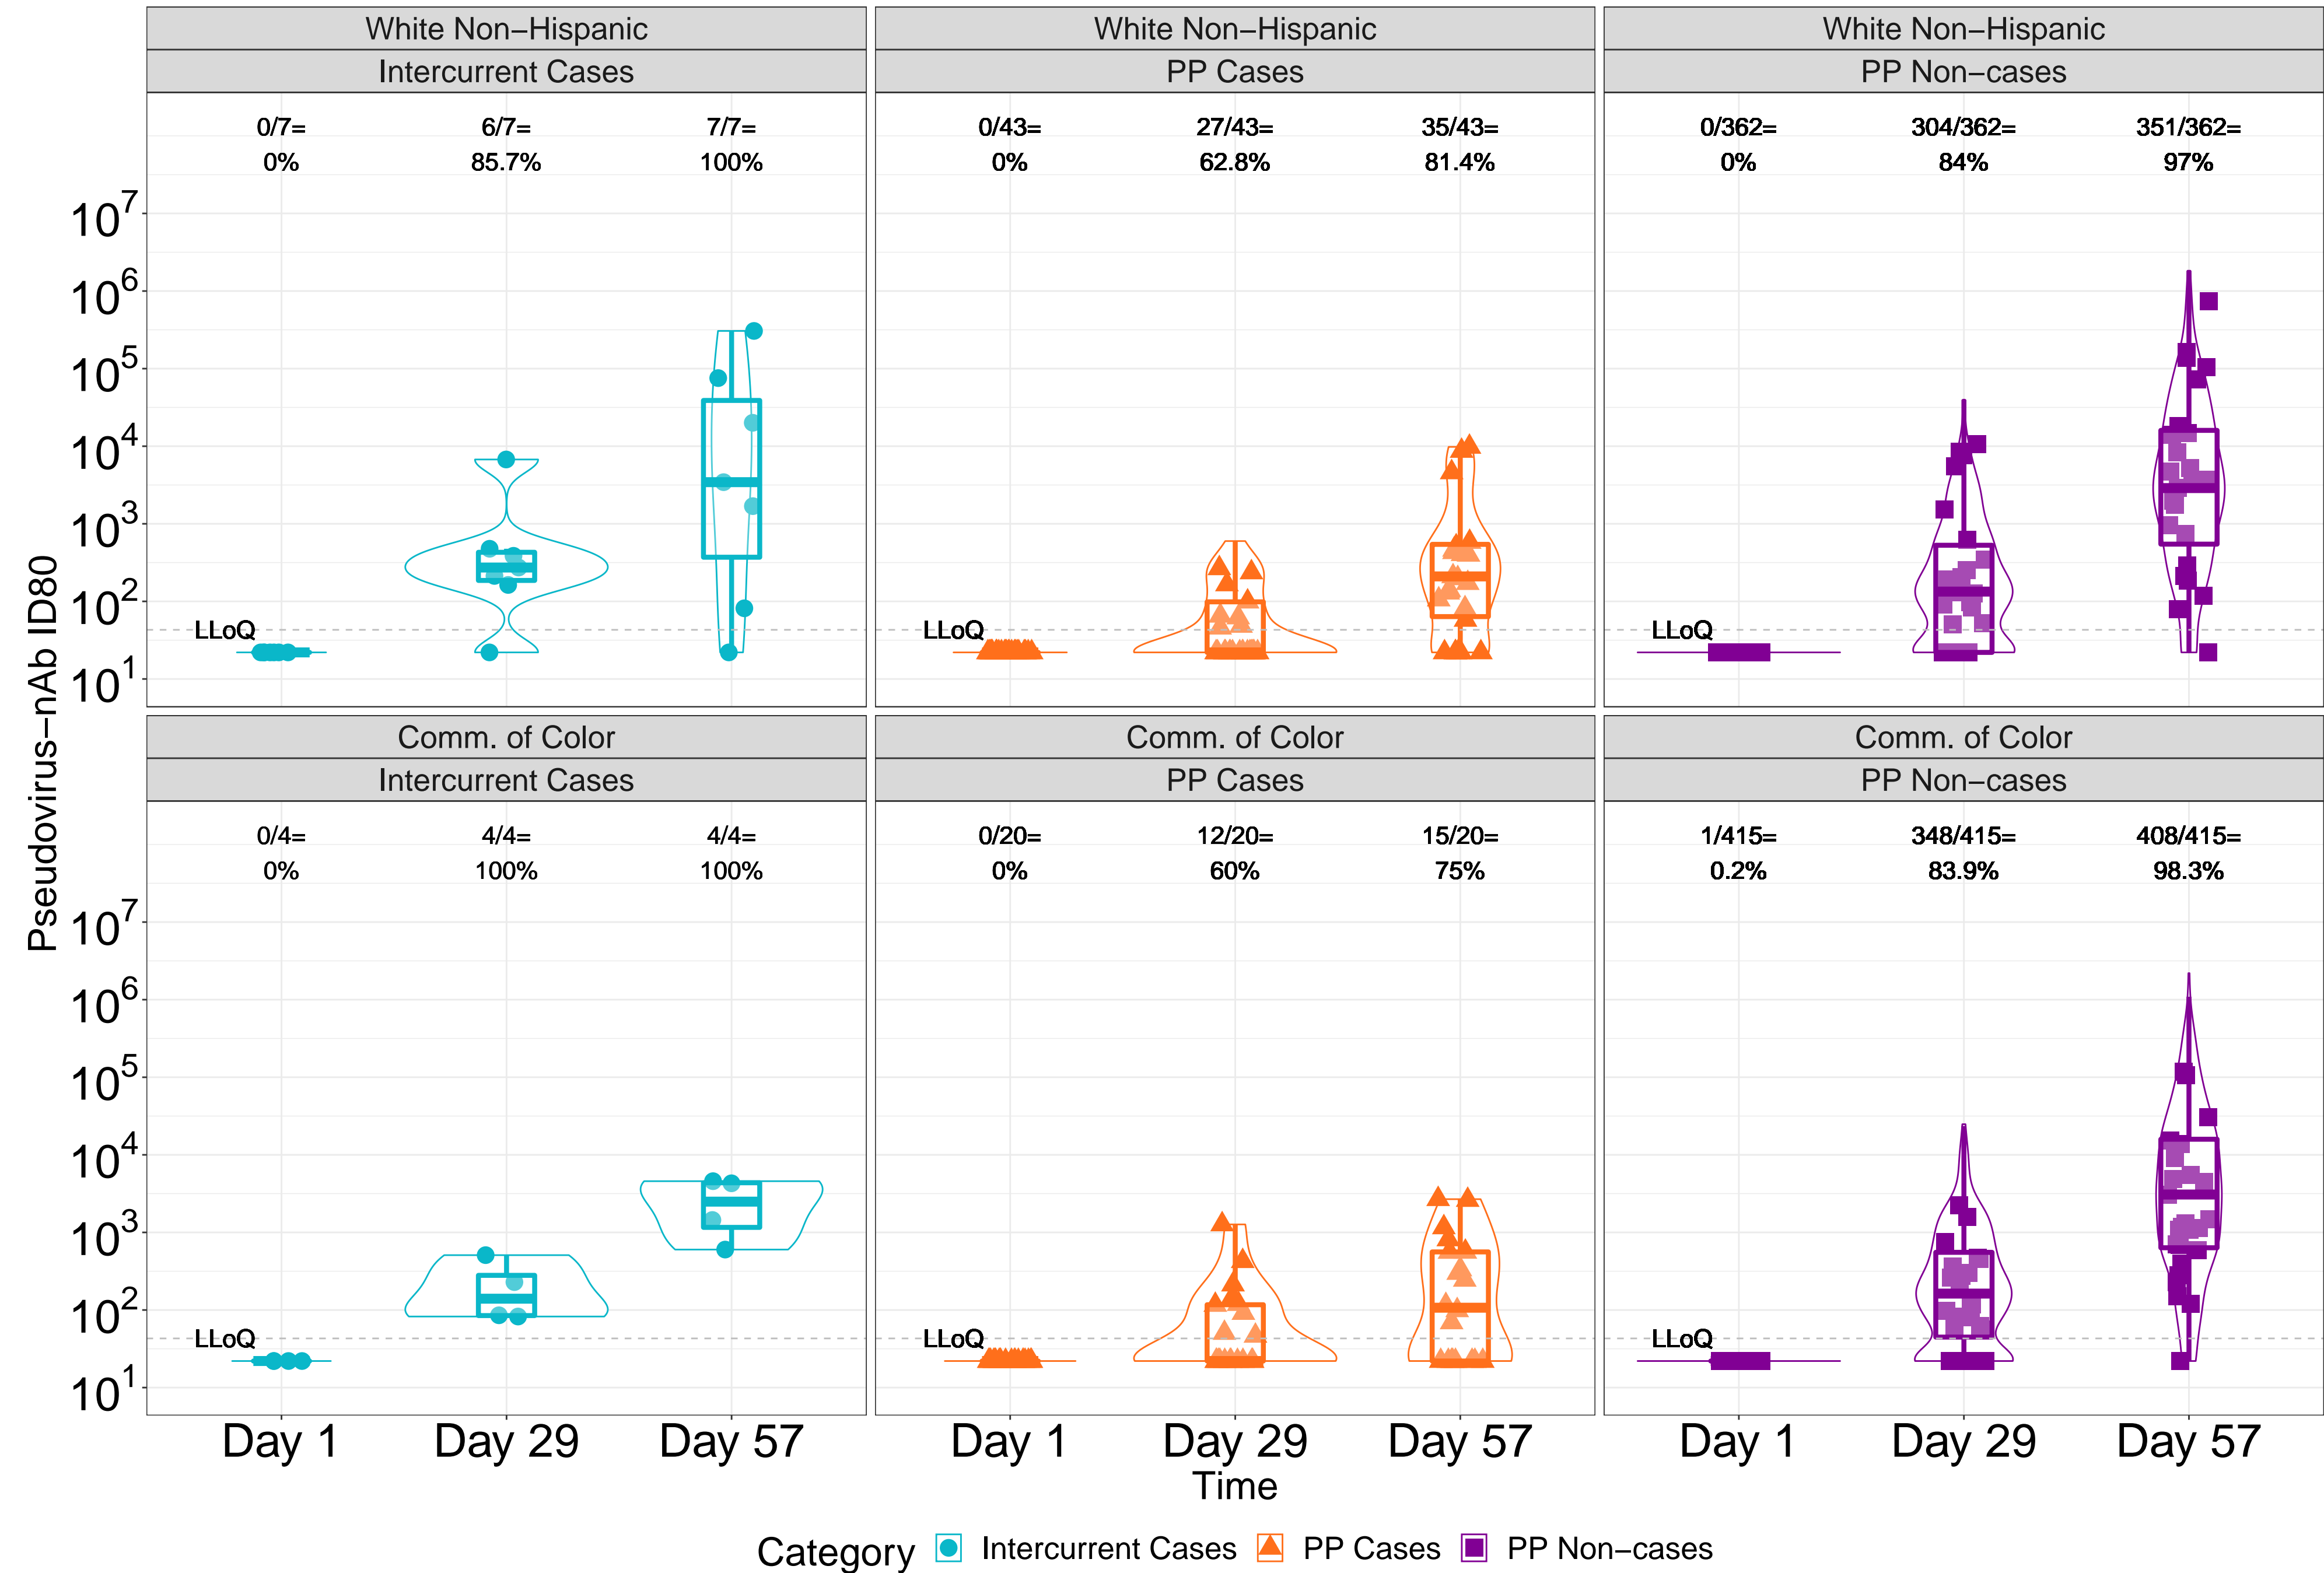 White Non−Hispanic
White Non−Hispanic
White Non−Hispanic
Intercurrent Cases
PP Cases
PP Non−cases
0/7= 6/7= 7/7=
0% 85.7% 100%
0/43= 27/43= 35/43=
0% 62.8% 81.4%
0/362= 304/362= 351/362=
0% 84% 97%
10^7
10^6
10^5
10^4
10^3
10^2
10^1
LLoQ
LLoQ
LLoQ
Pseudovirus−nAb ID80
Comm. of Color
Comm. of Color
Comm. of Color
Intercurrent Cases
PP Cases
PP Non−cases
0/4= 4/4= 4/4=
0% 100% 100%
0/20= 12/20= 15/20=
0% 60% 75%
1/415= 348/415= 408/415=
0.2% 83.9% 98.3%
10^7
10^6
10^5
10^4
10^3
10^2
10^1
LLoQ
LLoQ
LLoQ
Day 1 Day 29 Day 57
Day 1 Day 29 Day 57
Day 1 Day 29 Day 57
Time
Category Intercurrent Cases PP Cases PP Non−cases